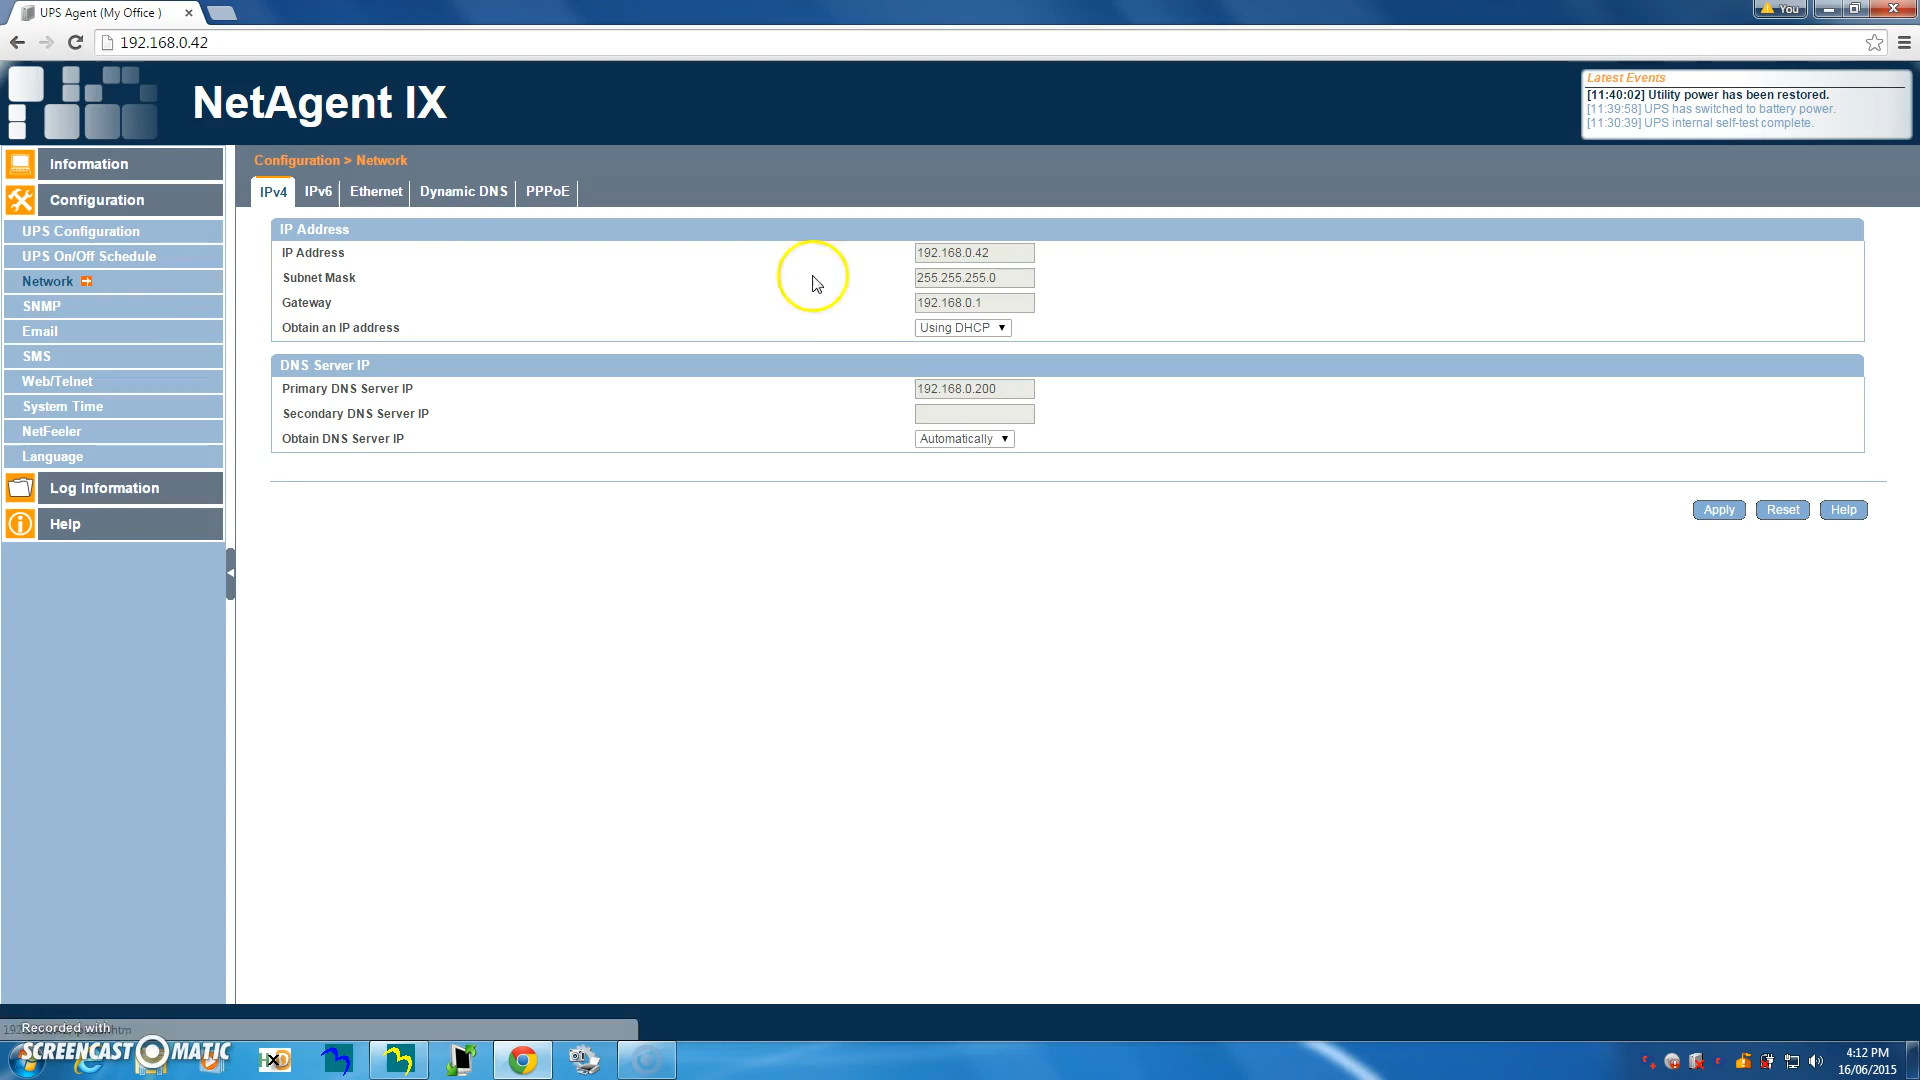 UPS Agent (My Office )
You
192.168.0.42
NetAgent IX
Latest Events
[11:40:02] Utility power has been restored.
[11:39:58] UPS has switched to battery power.
[11:30:39] UPS internal self-test complete.
Information
Configuration
UPS Configuration
UPS On/Off Schedule
Network
SNMP
Email
SMS
Web/Telnet
System Time
NetFeeler
Language
Log Information
Help
Configuration > Network
IPv4 IPv6 Ethernet Dynamic DNS PPPoE
IP Address
IP Address 192.168.0.42
Subnet Mask 255.255.255.0
Gateway 192.168.0.1
Obtain an IP address Using DHCP
DNS Server IP
Primary DNS Server IP 192.168.0.200
Secondary DNS Server IP
Obtain DNS Server IP Automatically
Apply Reset Help
Recorded with
SCREENCAST MATIC
4:12 PM
16/06/2015